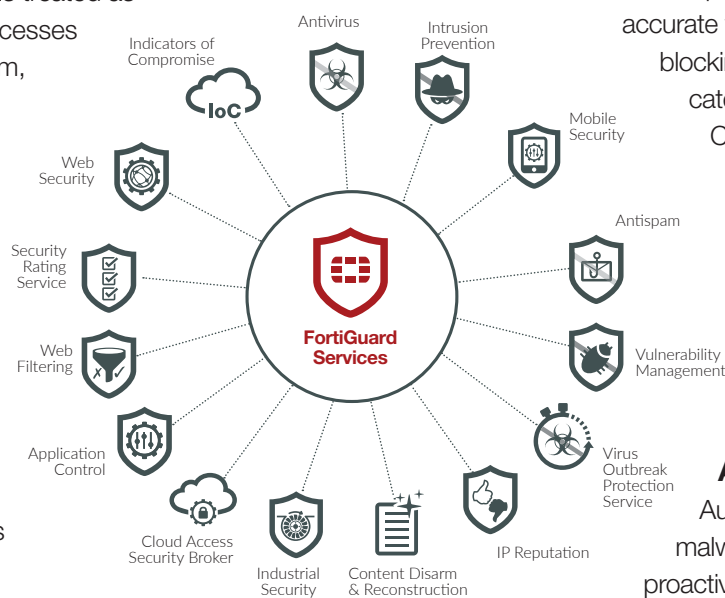 cesses
m,
accurate
Antivirus
Intrusion
Prevention
Indicators of
Compromise
IoC
Mobile
Security
Web
Security
Antispam
Security
Rating
Service
FortiGuard
Services
Web
Filtering
Vulnerability
Management
Application
Control
Virus
Outbreak
Protection
Service
Cloud Access
Security Broker
IP Reputation
Industrial
Security
Content Disarm
& Reconstruction
s
Au
malw
proactiv